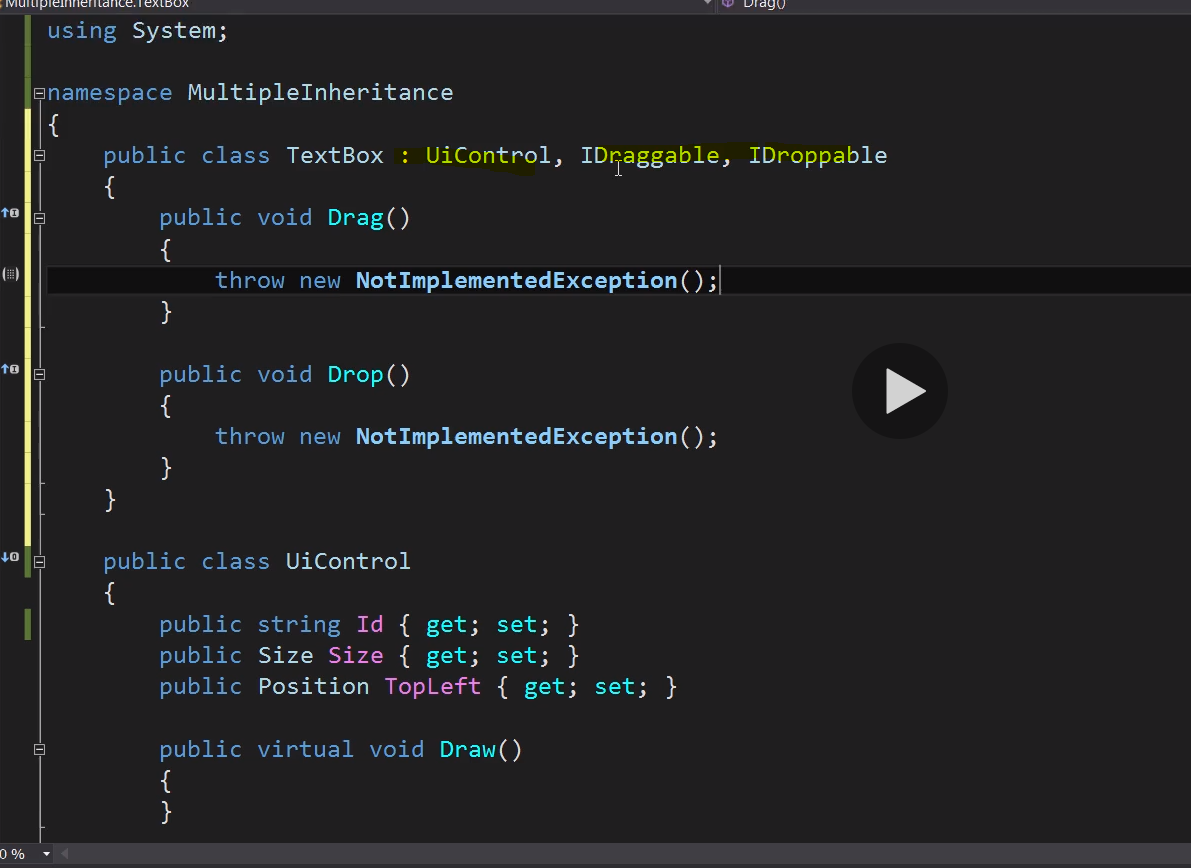 MultipleInheritance.TextBox Drag()
using System;
namespace MultipleInheritance
{
public class TextBox : UiControl, IDraggable, IDroppable
{
public void Drag()
{
throw new NotImplementedException();
}
public void Drop()
{
throw new NotImplementedException();
}
}
public class UiControl
{
public string Id { get; set; }
public Size Size { get; set; }
public Position TopLeft { get; set; }
public virtual void Draw()
{
}
0 %